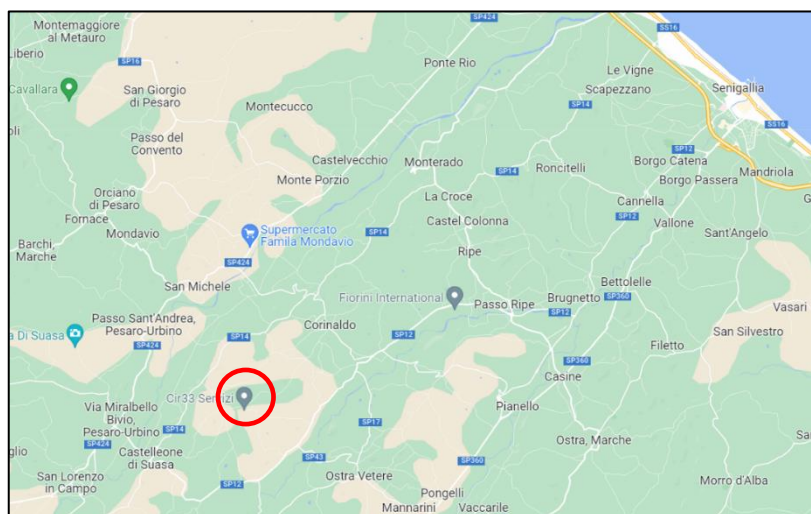 Montemaggiore
al Metauro
SP424
SS16
Liberio
SP16
Ponte Rio
Le Vigne
Cavallara
San Giorgio
di Pesaro
Scapezzano
Senigallia
Montecucco
SP14
SS16
oli
Passo del
Convento
Castelvecchio
Monterado
SP12
Borgo Catena
Roncitelli
Mandriola
Monte Porzio
SP14
Borgo Passera
Orciano
di Pesaro
La Croce
Cannella
G
Fornace
Castel Colonna
SP12
Vallone
Barchi,
Marche
Mondavio
Supermercato
Famila Mondavio
SP14
Sant'Angelo
Ripe
SP424
San Michele
Bettolelle
Fiorini International
Passo Ripe
Brugnetto
SP360
Vasari
Passo Sant'Andrea,
Pesaro-Urbino
Corinaldo
SP12
a Di Suasa
SP14
SP12
San Silvestro
SP424
Filetto
SP360
Casine
Cir33 Servizi
Via Miralbello
Bivio,
Pesaro-Urbino
Pianello
SP14
SP17
SP424
Ostra, Marche
Sa
glio
Castelleone
di Suasa
SP43
SP360
San Lorenzo
in Campo
SP12
Ostra Vetere
Morro d'Alba
Pongelli
Mannarini
Vaccarile